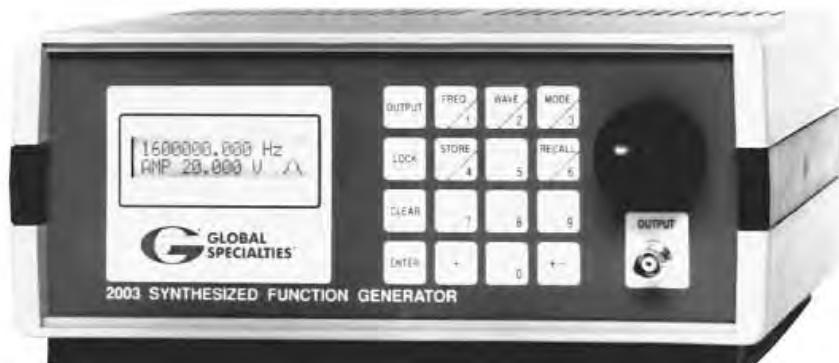 1600000.000 Hz
AMP 20.000 V
GLOBAL
SPECIALTIES
2003 SYNTHESIZED FUNCTION GENERATOR
OUTPUT
FREQ
1
WAVE
2
MODE
3
LOCK
STORE
4
5
RECALL
6
CLEAR
7
8
9
ENTER
0
OUTPUT